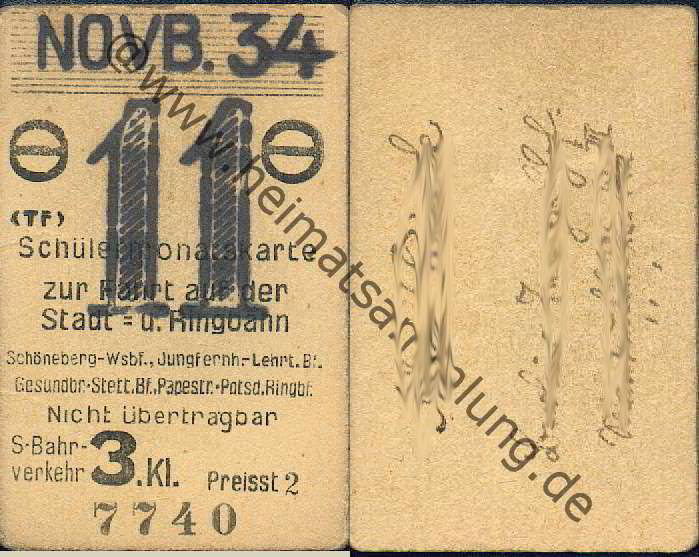 NOVB. 34
11
(TF)
Schülermonatskarte
zur Fahrt auf der
Stadt= u. Ringbahn
Schöneberg-Wsbf., Jungfernh.-Lehrt. Bf.
Gesundbr.-Stett. Bf., Papestr.-Potsd. Ringbf.
Nicht übertragbar
S-Bahn-
verkehr 3.Kl. Preisst 2
7740
@www.heimatsammlung.de